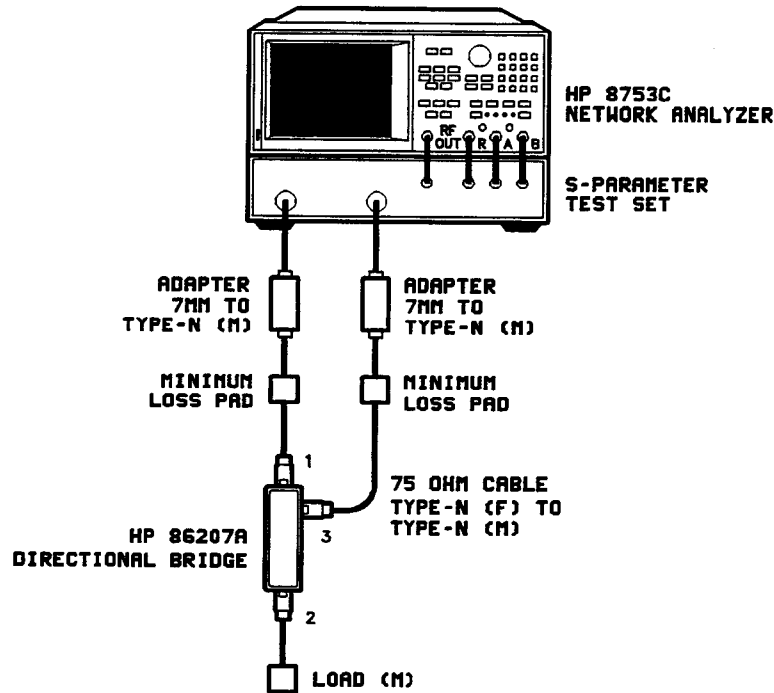 HP 8753C
NETWORK ANALYZER
RF
OUT R A B
S-PARAMETER
TEST SET
ADAPTER
7MM TO
TYPE-N (M)
ADAPTER
7MM TO
TYPE-N (M)
MINIMUM
LOSS PAD
MINIMUM
LOSS PAD
1
75 OHM CABLE
TYPE-N (F) TO
TYPE-N (M)
3
HP 86207A
DIRECTIONAL BRIDGE
2
LOAD (M)